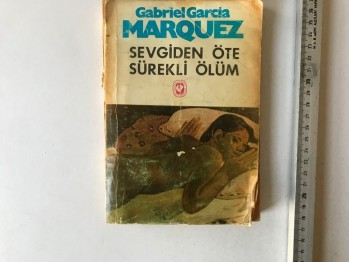 Gabriel Garcia
MARQUEZ
SEVGİDEN ÖTE
SÜREKLİ ÖLÜM